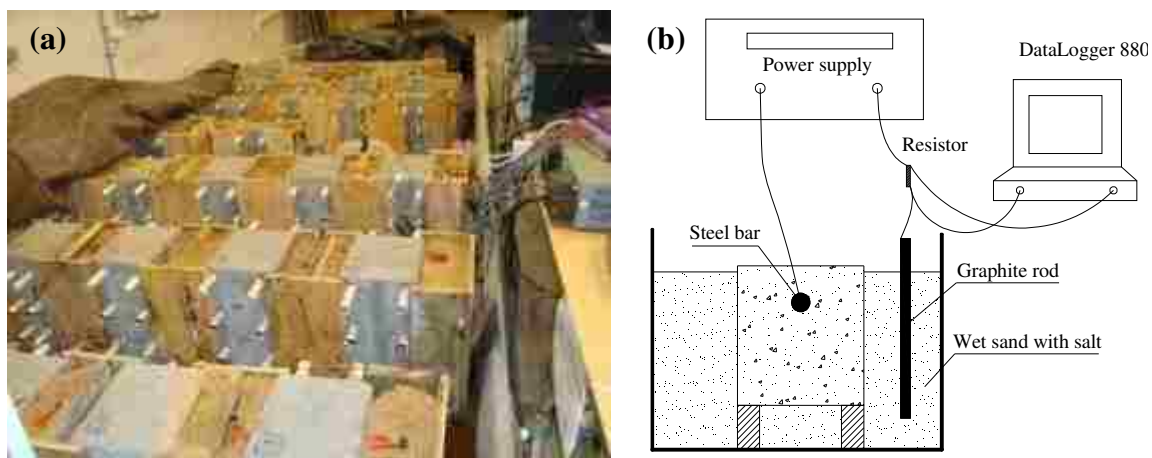 (a)
(b)
DataLogger 880
Power supply
Resistor
Steel bar
Graphite rod
Wet sand with salt